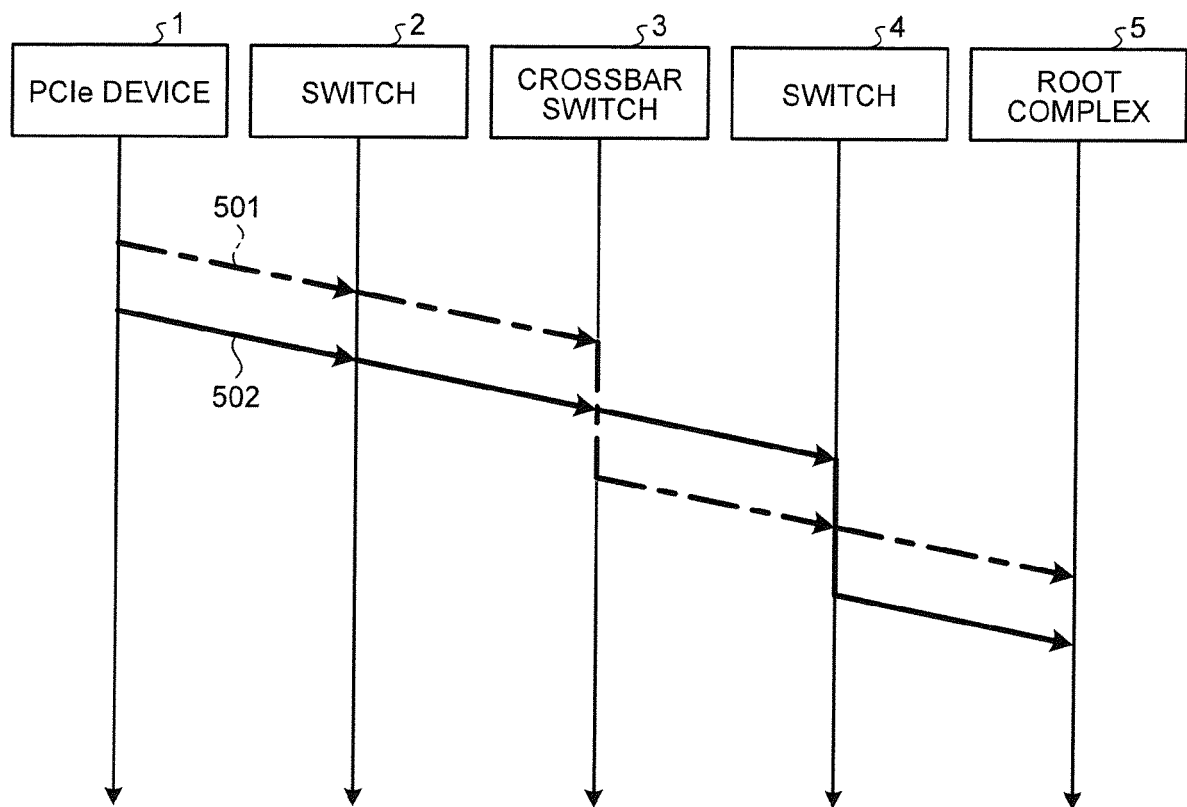 1
2
3
4
5
PCIe DEVICE
SWITCH
CROSSBAR
SWITCH
SWITCH
ROOT
COMPLEX
501
502